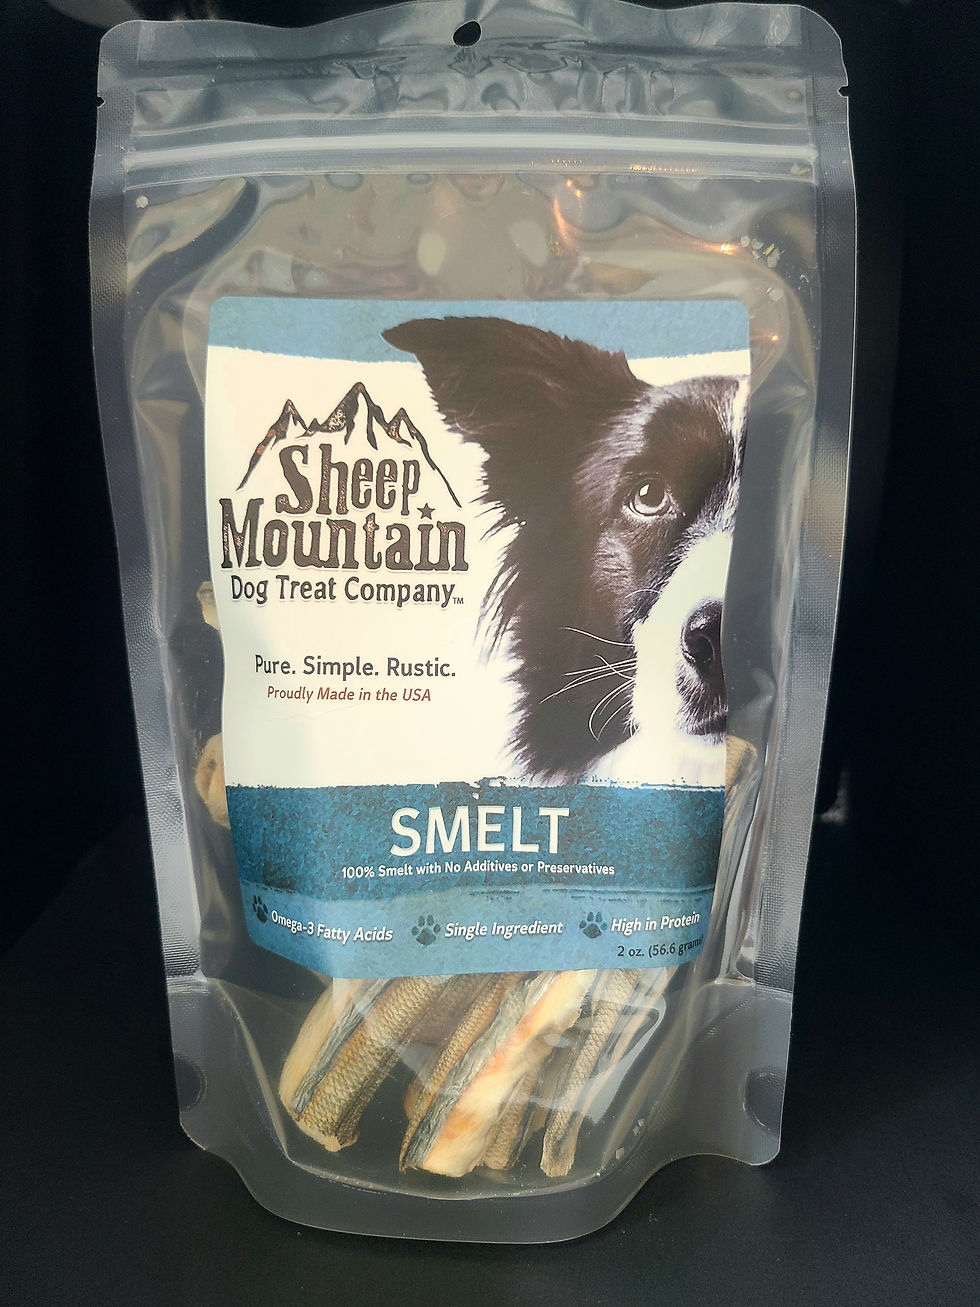 Sheep
Mountain
Dog Treat Company™
Pure. Simple. Rustic.
Proudly Made in the USA
SMELT
100% Smelt with No Additives or Preservatives
Omega-3 Fatty Acids Single Ingredient High in Protein
2 oz. (56.6 grams)